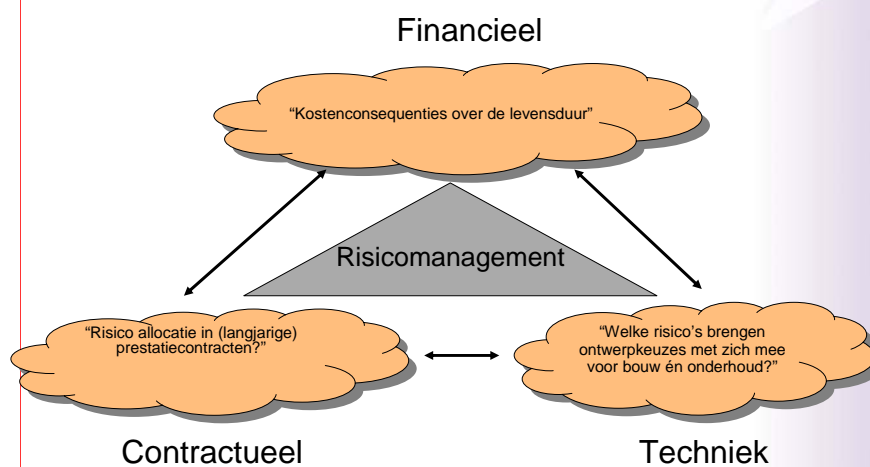 Financieel
“Kostenconsequenties over de levensduur”
Risicomanagement
“Risico allocatie in (langjarige)
prestatiecontracten?”
“Welke risico’s brengen
ontwerpkeuzes met zich mee
voor bouw én onderhoud?”
Contractueel
Techniek